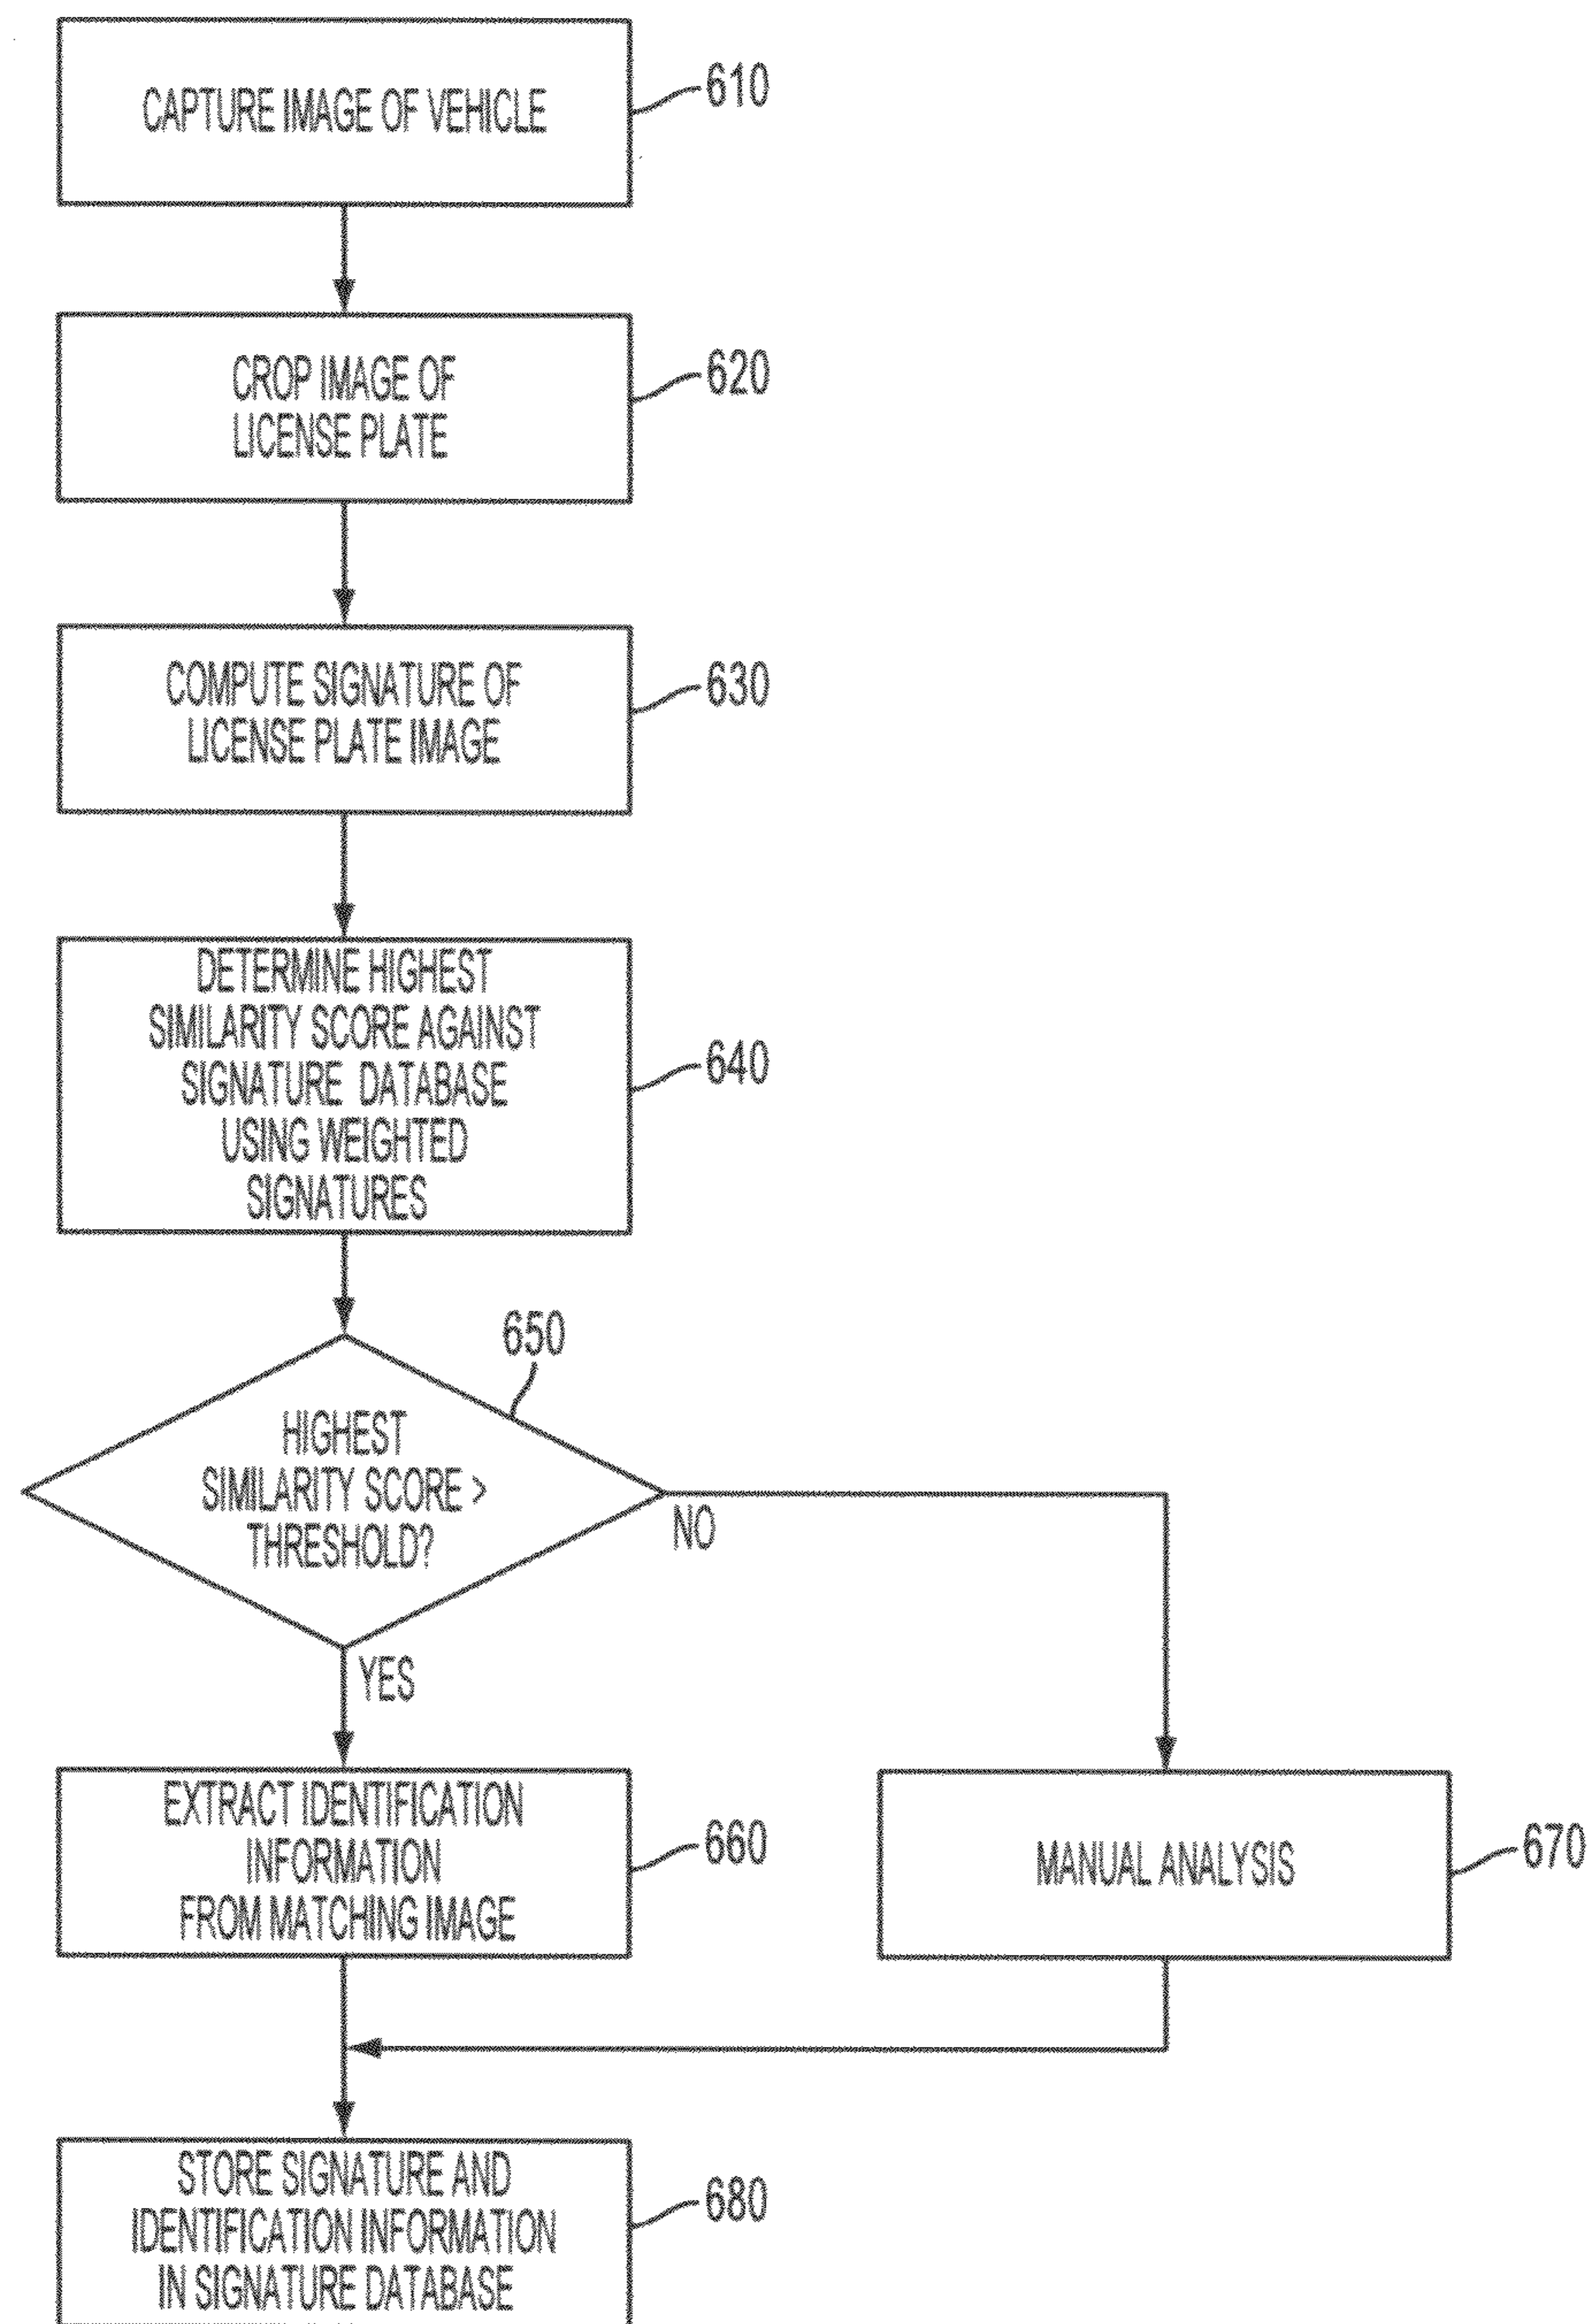 CAPTURE IMAGE OF VEHICLE
610
CROP IMAGE OF
LICENSE PLATE
620
COMPUTE SIGNATURE OF
LICENSE PLATE IMAGE
630
DETERMINE HIGHEST
SIMILARITY SCORE AGAINST
SIGNATURE DATABASE
USING WEIGHTED
SIGNATURES
640
650
HIGHEST
SIMILARITY SCORE >
THRESHOLD?
NO
YES
EXTRACT IDENTIFICATION
INFORMATION
FROM MATCHING IMAGE
660
MANUAL ANALYSIS
670
STORE SIGNATURE AND
IDENTIFICATION INFORMATION
IN SIGNATURE DATABASE
680